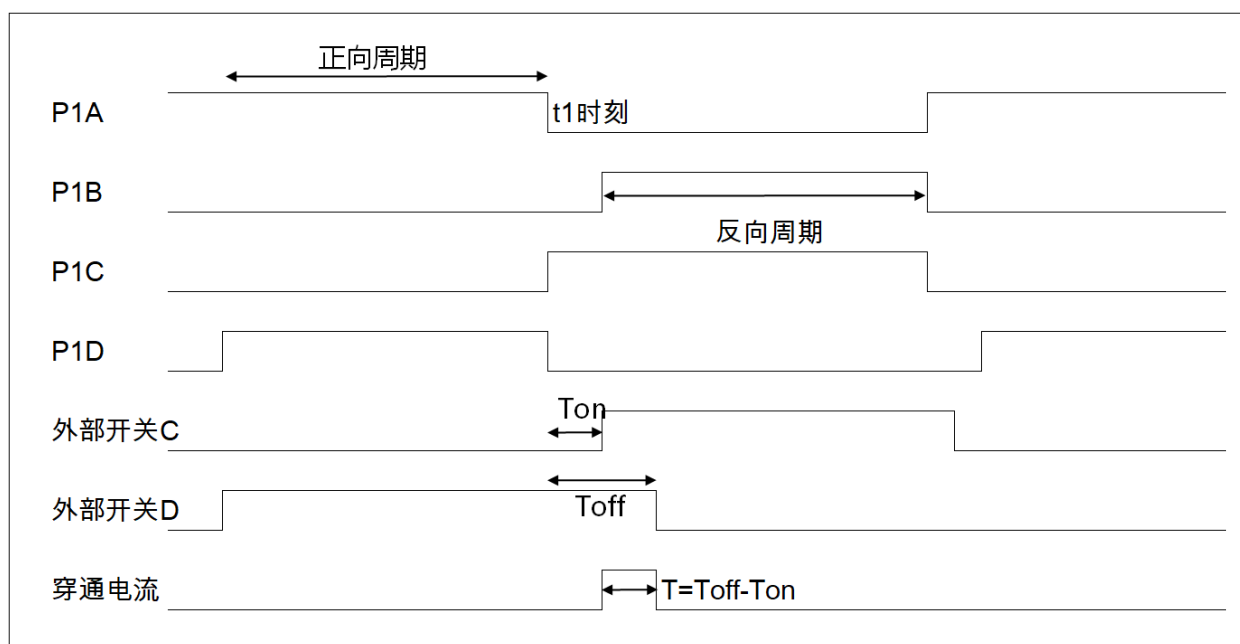 正向周期
P1A
t1时刻
P1B
反向周期
P1C
P1D
Ton
外部开关C
Toff
外部开关D
穿通电流
T=Toff-Ton